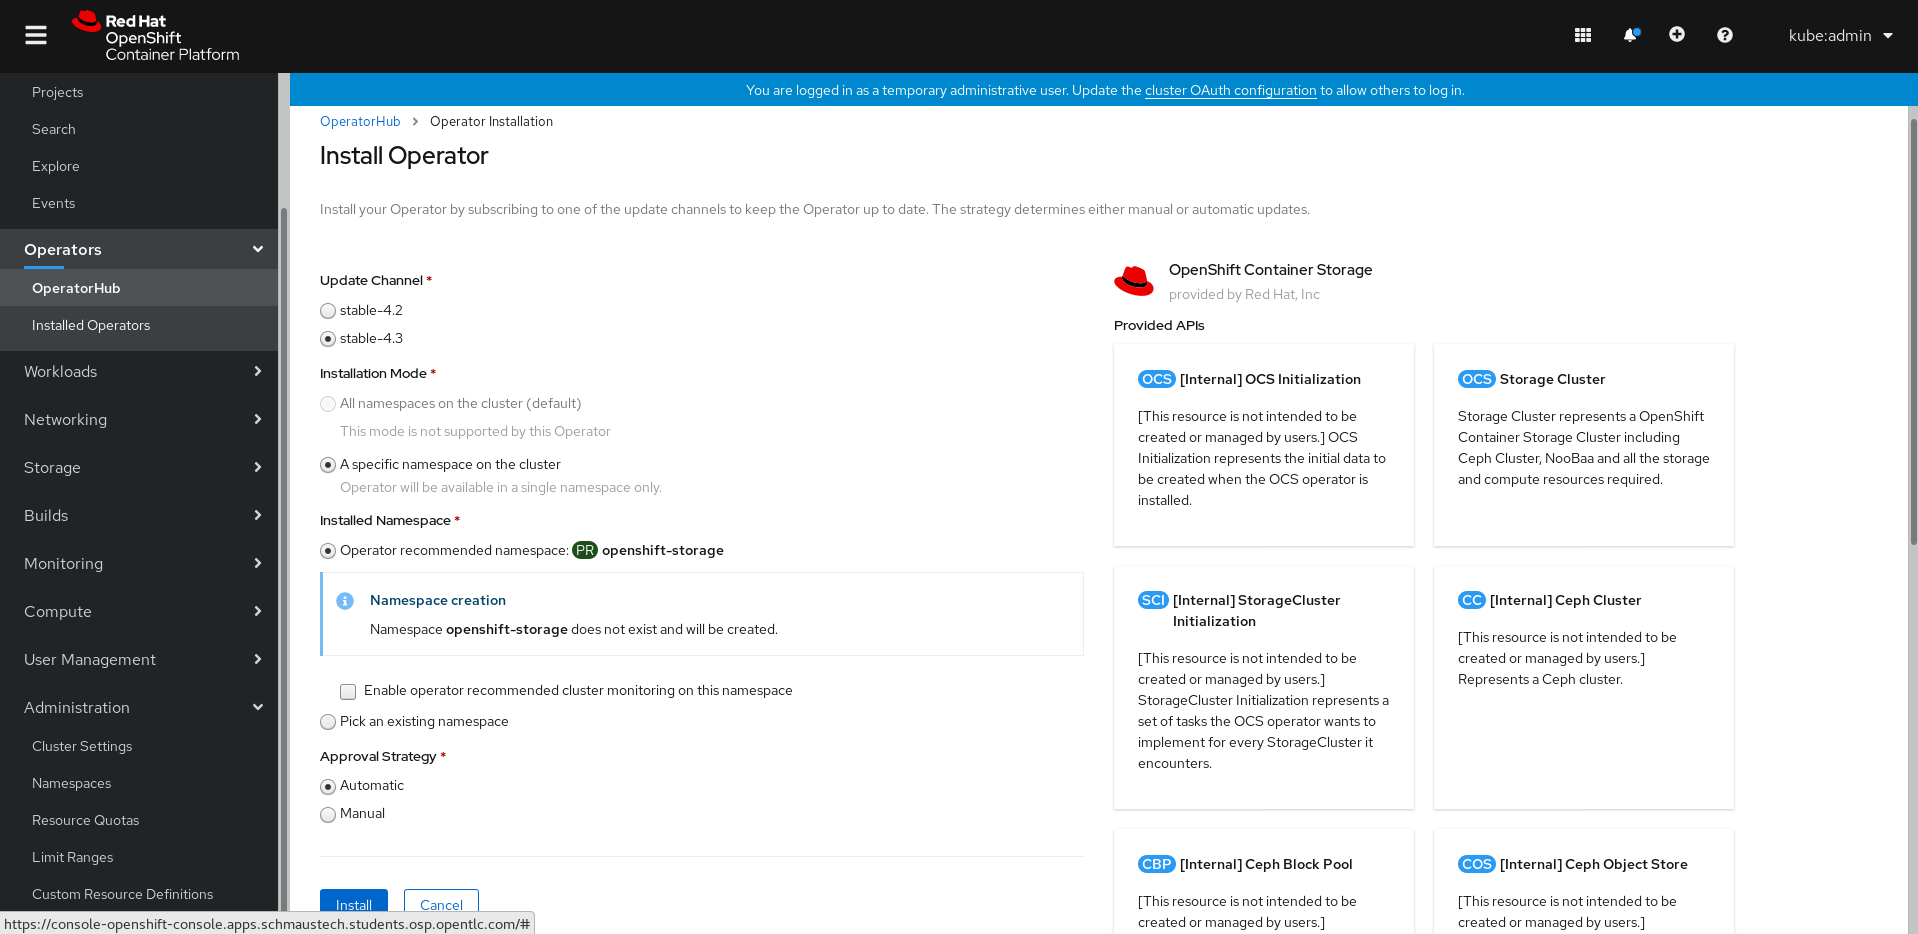 Red Hat
OpenShift
Container Platform
kube:admin
Projects
Search
Explore
Events
Operators
OperatorHub
Installed Operators
Workloads
Networking
Storage
Builds
Monitoring
Compute
User Management
Administration
Cluster Settings
Namespaces
Resource Quotas
Limit Ranges
Custom Resource Definitions
https://console-openshift-console.apps.schmaustech.students.osp.opentlc.com/#
You are logged in as a temporary administrative user. Update the cluster OAuth configuration to allow others to log in.
OperatorHub > Operator Installation
Install Operator
Install your Operator by subscribing to one of the update channels to keep the Operator up to date. The strategy determines either manual or automatic updates.
Update Channel *
stable-4.2
stable-4.3
Installation Mode *
All namespaces on the cluster (default)
This mode is not supported by this Operator
A specific namespace on the cluster
Operator will be available in a single namespace only.
Installed Namespace *
Operator recommended namespace: PR openshift-storage
Namespace creation
Namespace openshift-storage does not exist and will be created.
Enable operator recommended cluster monitoring on this namespace
Pick an existing namespace
Approval Strategy *
Automatic
Manual
Install Cancel
OpenShift Container Storage
provided by Red Hat, Inc
Provided APIs
OCS [Internal] OCS Initialization
[This resource is not intended to be
created or managed by users.] OCS
Initialization represents the initial data to
be created when the OCS operator is
installed.
OCS Storage Cluster
Storage Cluster represents a OpenShift
Container Storage Cluster including
Ceph Cluster, NooBaa and all the storage
and compute resources required.
SCI [Internal] StorageCluster
Initialization
[This resource is not intended to be
created or managed by users.]
StorageCluster Initialization represents a
set of tasks the OCS operator wants to
implement for every StorageCluster it
encounters.
CC [Internal] Ceph Cluster
[This resource is not intended to be
created or managed by users.]
Represents a Ceph cluster.
CBP [Internal] Ceph Block Pool
[This resource is not intended to be
created or managed by users.]
COS [Internal] Ceph Object Store
[This resource is not intended to be
created or managed by users.]